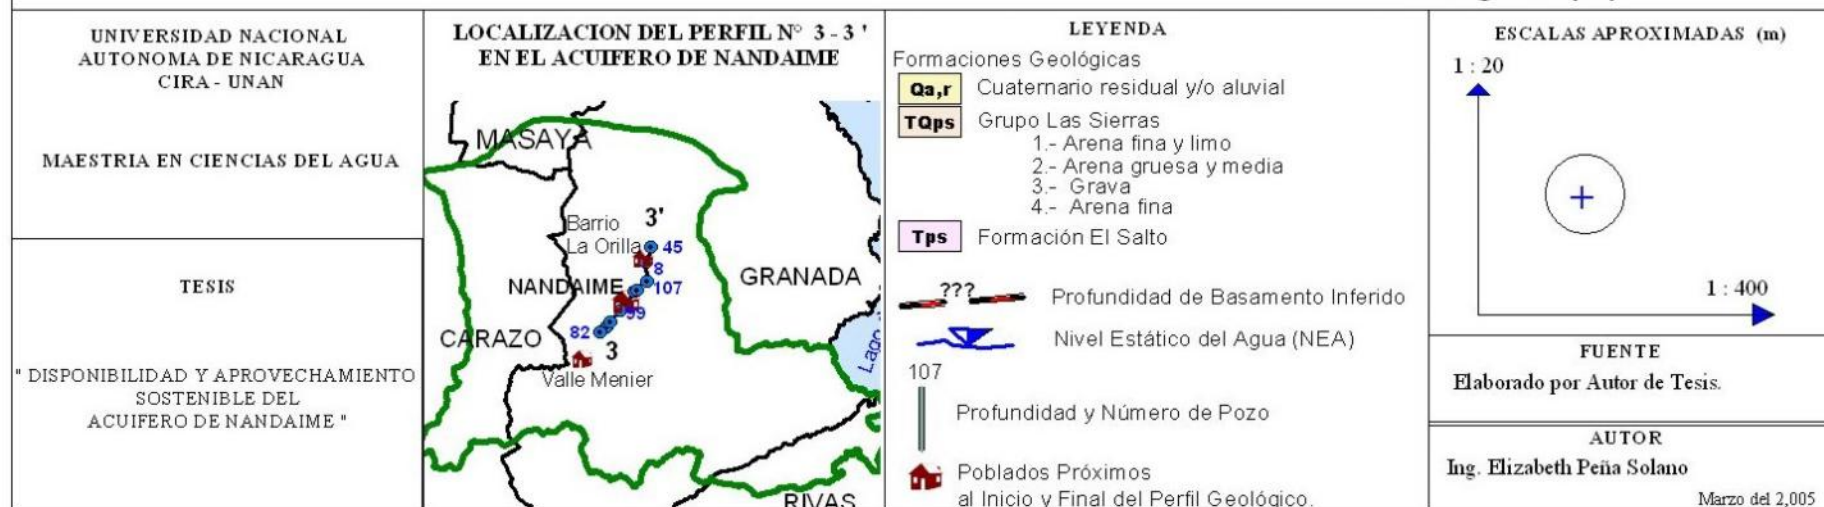 UNIVERSIDAD NACIONAL
AUTONOMA DE NICARAGUA
CIRA - UNAN
MAESTRIA EN CIENCIAS DEL AGUA
TESIS
" DISPONIBILIDAD Y APROVECHAMIENTO
SOSTENIBLE DEL
ACUIFERO DE NANDAIME "
LOCALIZACION DEL PERFIL N° 3 - 3 '
EN EL ACUIFERO DE NANDAIME
MASAYA
Barrio
La Orilla
3'
45
8
107
NANDAIME
GRANADA
99
82
CARAZO
3
Valle Menier
Lago
RIVAS
LEYENDA
Formaciones Geológicas
Qa,r Cuaternario residual y/o aluvial
TQps Grupo Las Sierras
1.- Arena fina y limo
2.- Arena gruesa y media
3.- Grava
4.- Arena fina
Tps Formación El Salto
??? Profundidad de Basamento Inferido
Nivel Estático del Agua (NEA)
107
Profundidad y Número de Pozo
Poblados Próximos
al Inicio y Final del Perfil Geológico.
ESCALAS APROXIMADAS (m)
1 : 20
1 : 400
FUENTE
Elaborado por Autor de Tesis.
AUTOR
Ing. Elizabeth Peña Solano
Marzo del 2,005